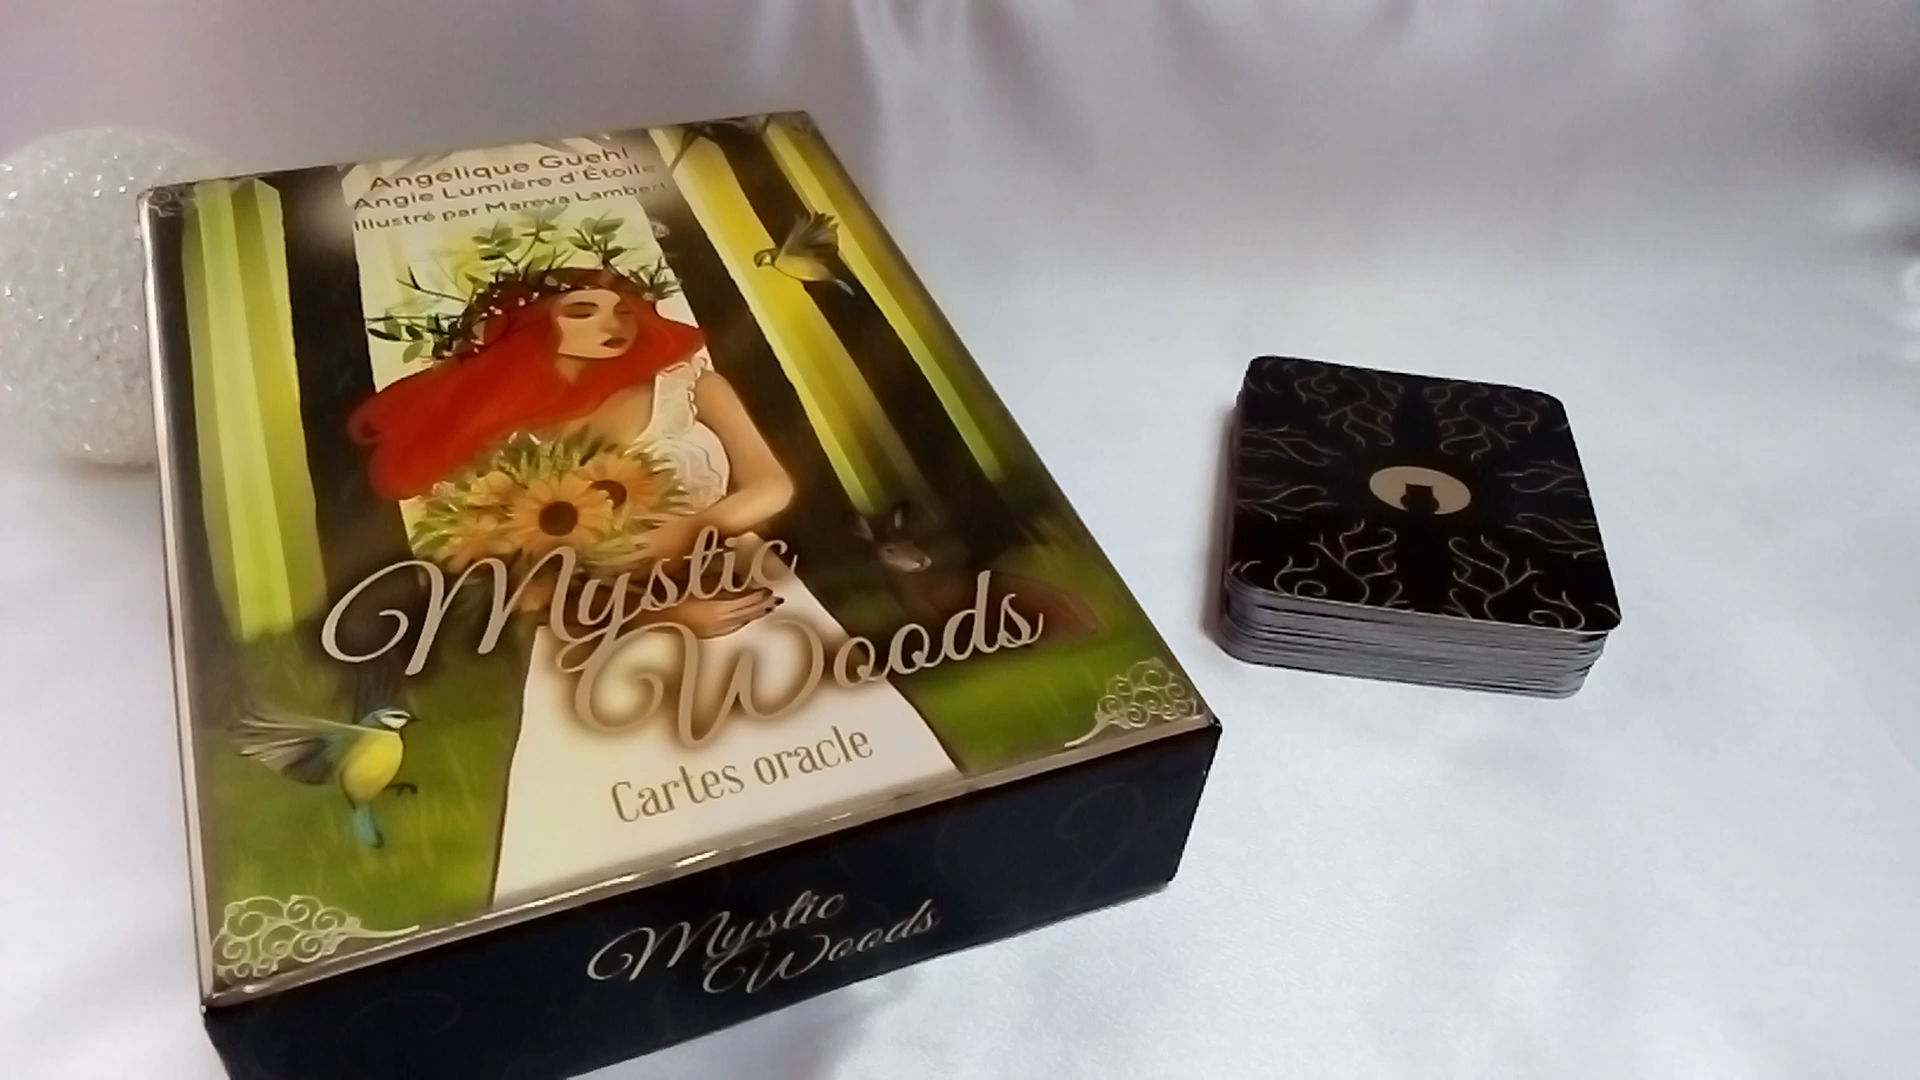 Angélique Guehl
Angie Lumière d'Étoile
Illustré par Mareva Lambert
Mystic
Woods
Cartes oracle
Mystic
Woods